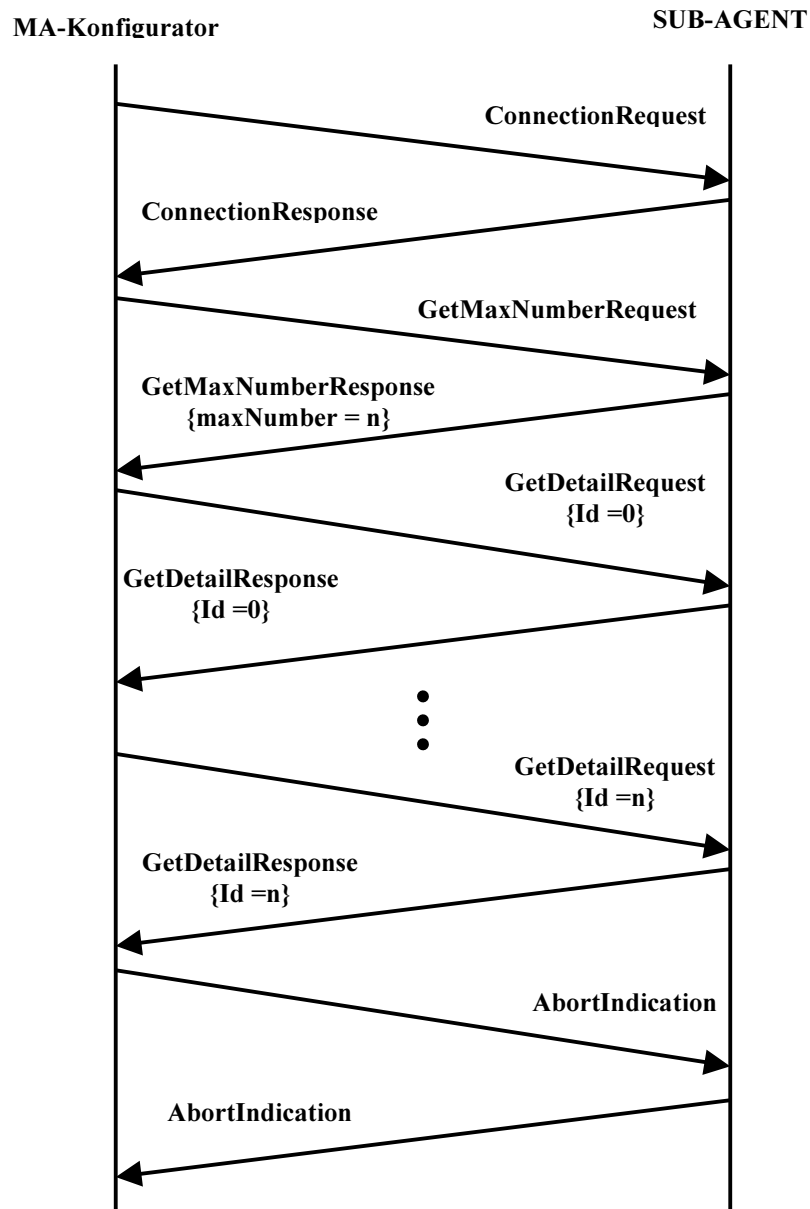 MA-Konfigurator
SUB-AGENT
ConnectionRequest
ConnectionResponse
GetMaxNumberRequest
GetMaxNumberResponse
{maxNumber = n}
GetDetailRequest
{Id =0}
GetDetailResponse
{Id =0}
GetDetailRequest
{Id =n}
GetDetailResponse
{Id =n}
AbortIndication
AbortIndication